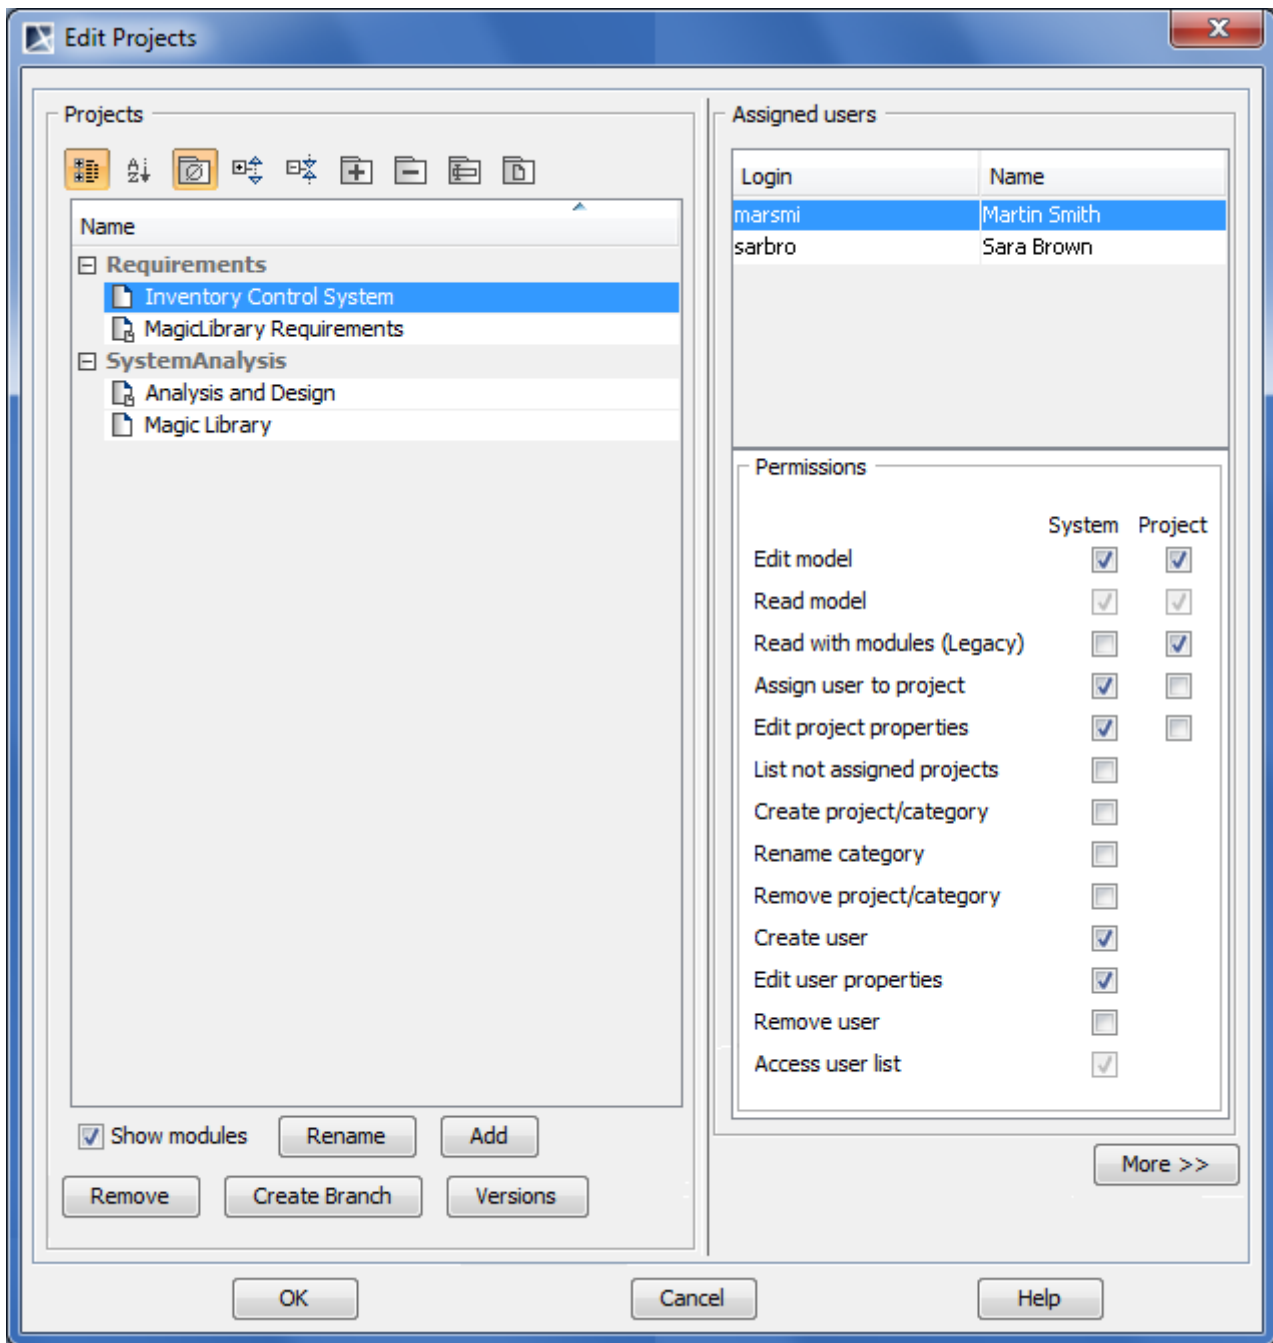 Edit Projects
Projects
Name
Requirements
Inventory Control System
MagicLibrary Requirements
SystemAnalysis
Analysis and Design
Magic Library
Show modules
Rename
Add
Remove
Create Branch
Versions
Assigned users
Login Name
marsmi Martin Smith
sarbro Sara Brown
Permissions
System Project
Edit model
Read model
Read with modules (Legacy)
Assign user to project
Edit project properties
List not assigned projects
Create project/category
Rename category
Remove project/category
Create user
Edit user properties
Remove user
Access user list
More >>
OK
Cancel
Help